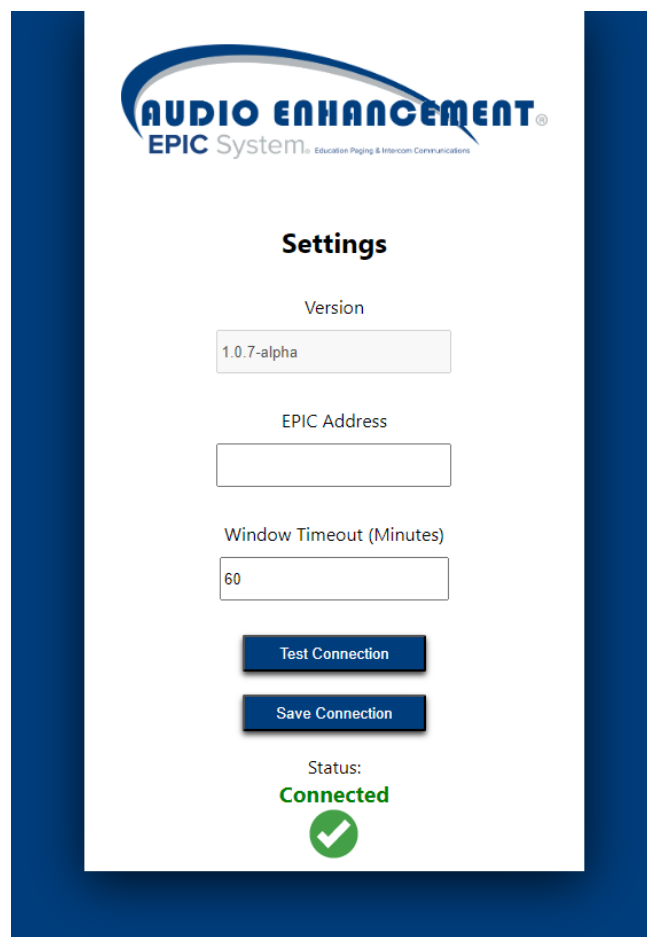 AUDIO ENHANCEMENT®
EPIC System® Education Paging & Intercom Communications
Settings
Version
1.0.7-alpha
EPIC Address
Window Timeout (Minutes)
60
Test Connection
Save Connection
Status:
Connected